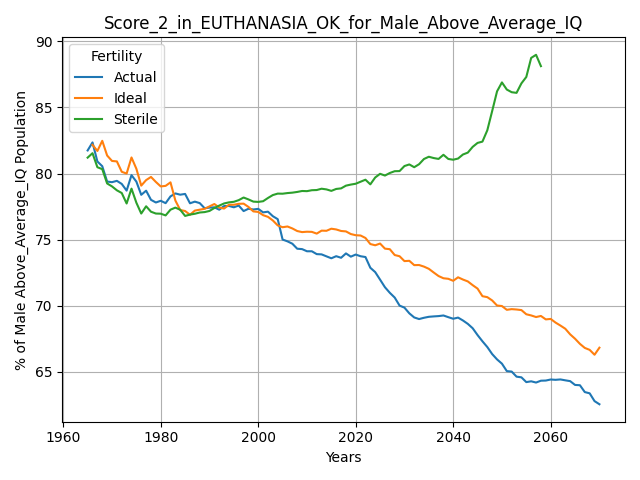 Score_2_in_EUTHANASIA_OK_for_Male_Above_Average_IQ
% of Male Above_Average_IQ Population
90
85
80
75
70
65
Fertility
Actual
Ideal
Sterile
1960
1980
2000
2020
2040
2060
Years